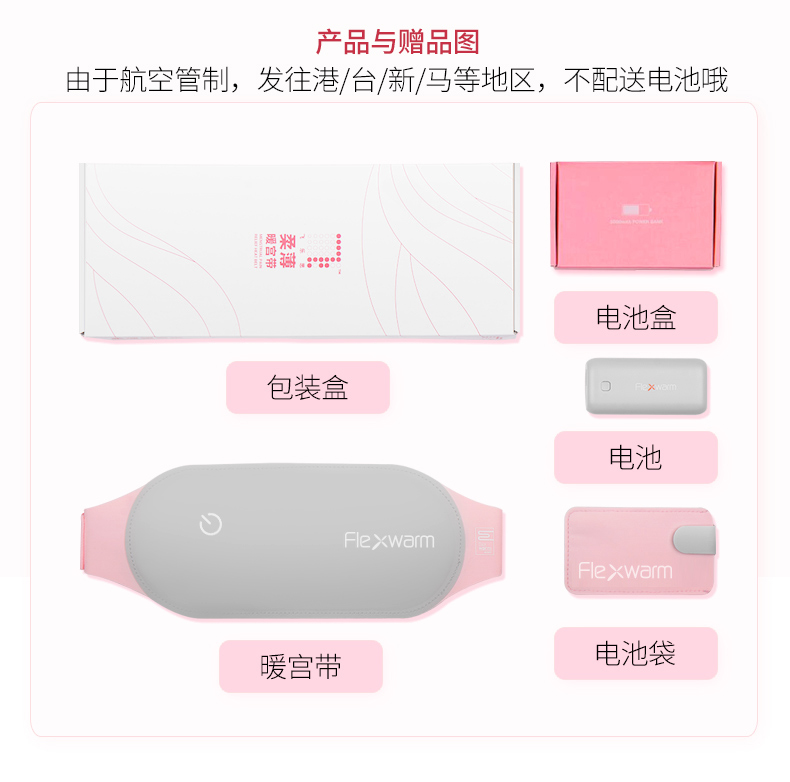 产品与赠品图
由于航空管制，发往港/台/新/马等地区，不配送电池哦
柔薄
暖宫带
包装盒
电池盒
Flexwarm
电池
Flexwarm
暖宫带
Flexwarm
电池袋